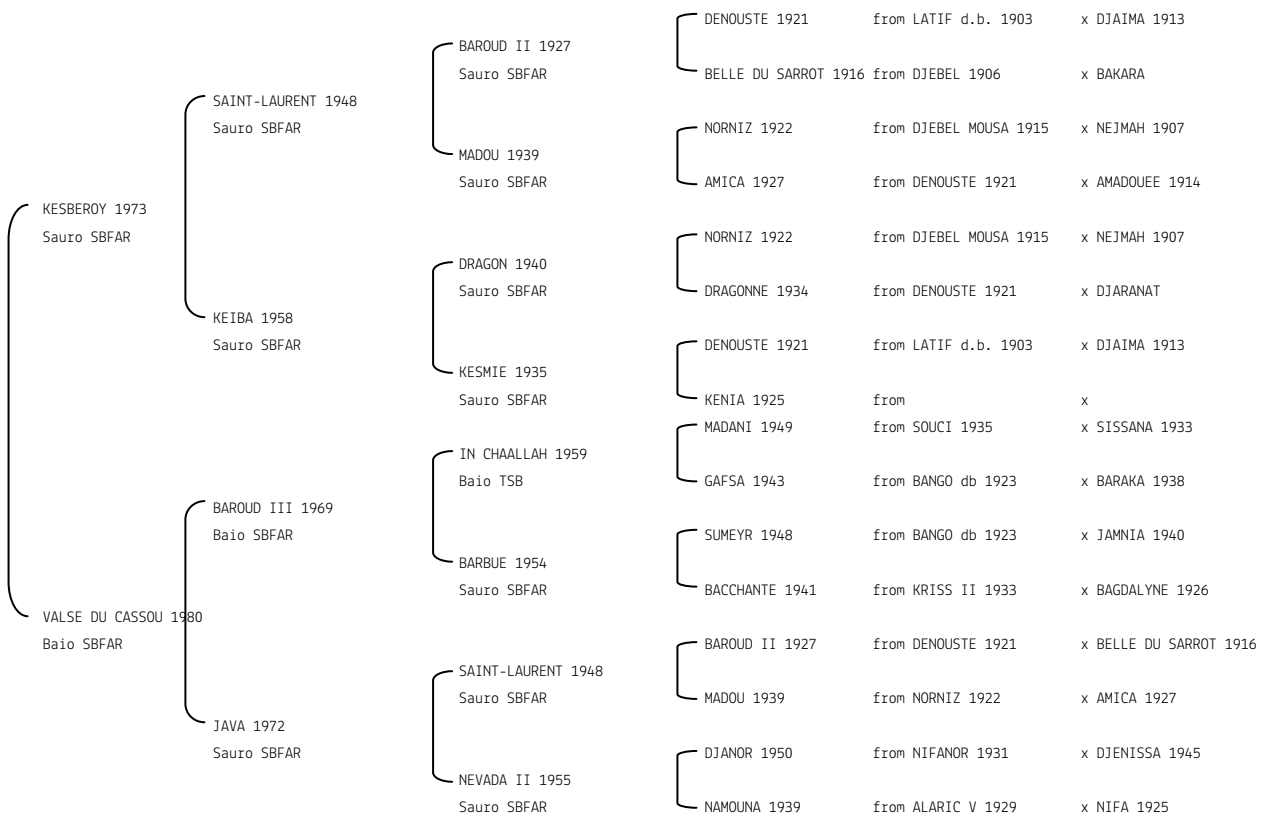 DENOUSTE 1921 from LATIF d.b. 1903 x DJAIMA 1913
BAROUD II 1927
Sauro SBFAR
BELLE DU SARROT 1916 from DJEBEL 1906 x BAKARA
SAINT-LAURENT 1948
Sauro SBFAR
NORNIZ 1922 from DJEBEL MOUSA 1915 x NEJMAH 1907
MADOU 1939
Sauro SBFAR
AMICA 1927 from DENOUSTE 1921 x AMADOUEE 1914
KESBEROY 1973
Sauro SBFAR
NORNIZ 1922 from DJEBEL MOUSA 1915 x NEJMAH 1907
DRAGON 1940
Sauro SBFAR
DRAGONNE 1934 from DENOUSTE 1921 x DJARANAT
KEIBA 1958
Sauro SBFAR
DENOUSTE 1921 from LATIF d.b. 1903 x DJAIMA 1913
KESMIE 1935
Sauro SBFAR
KENIA 1925 from x
MADANI 1949 from SOUCI 1935 x SISSANA 1933
IN CHAALLAH 1959
Baio TSB
GAFSA 1943 from BANGO db 1923 x BARAKA 1938
BAROUD III 1969
Baio SBFAR
SUMEYR 1948 from BANGO db 1923 x JAMNIA 1940
BARBUE 1954
Sauro SBFAR
BACCHANTE 1941 from KRISS II 1933 x BAGDALYNE 1926
VALSE DU CASSOU 1980
Baio SBFAR
BAROUD II 1927 from DENOUSTE 1921 x BELLE DU SARROT 1916
SAINT-LAURENT 1948
Sauro SBFAR
MADOU 1939 from NORNIZ 1922 x AMICA 1927
JAVA 1972
Sauro SBFAR
DJANOR 1950 from NIFANOR 1931 x DJENISSA 1945
NEVADA II 1955
Sauro SBFAR
NAMOUNA 1939 from ALARIC V 1929 x NIFA 1925